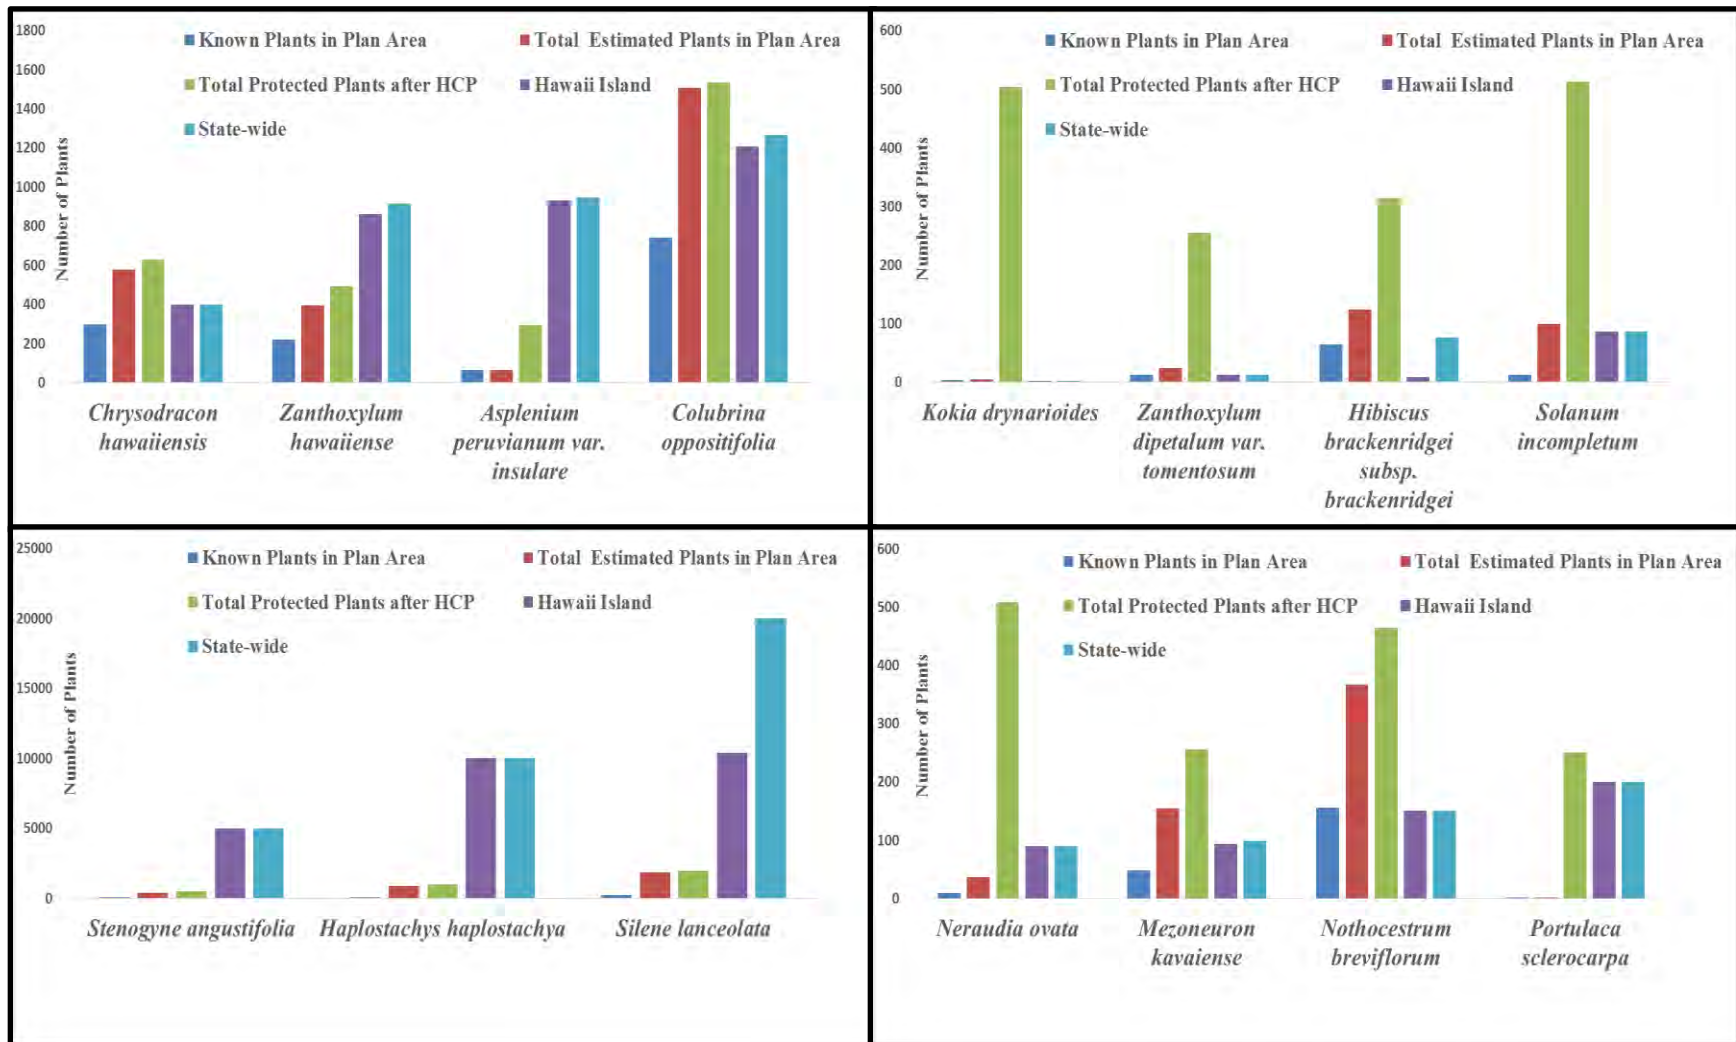 1800
1600
1400
1200
1000
800
600
400
200
0
Number of Plants
Known Plants in Plan Area
Total Estimated Plants in Plan Area
Total Protected Plants after HCP
Hawaii Island
State-wide
Chrysodracon
hawaiiensis
Zanthoxylum
hawaiiense
Asplenium
peruvianum var.
insulare
Colubrina
oppositifolia
600
500
400
300
200
100
0
Number of Plants
Known Plants in Plan Area
Total Estimated Plants in Plan Area
Total Protected Plants after HCP
Hawaii Island
State-wide
Kokia drynarioides
Zanthoxylum
dipetalum var.
tomentosum
Hibiscus
brackenridgei
subsp.
brackenridgei
Solanum
incompletum
25000
20000
15000
10000
5000
0
Number of Plants
Known Plants in Plan Area
Total Estimated Plants in Plan Area
Total Protected Plants after HCP
Hawaii Island
State-wide
Stenogyne angustifolia
Haplostachys haplostachya
Silene lanceolata
600
500
400
300
200
100
0
Number of Plants
Known Plants in Plan Area
Total Estimated Plants in Plan Area
Total Protected Plants after HCP
Hawaii Island
State-wide
Neraudia ovata
Mezoneuron
kavaiense
Nothocestrum
breviflorum
Portulaca
sclerocarpa